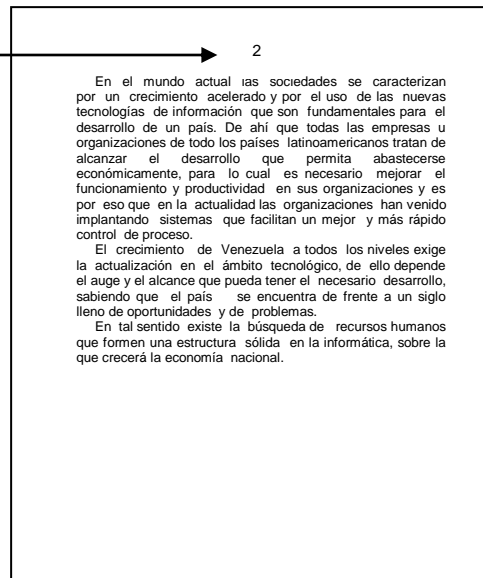 2
En el mundo actual las sociedades se caracterizan
por un crecimiento acelerado y por el uso de las nuevas
tecnologías de información que son fundamentales para el
desarrollo de un país. De ahí que todas las empresas u
organizaciones de todo los países latinoamericanos tratan de
alcanzar el desarrollo que permita abastecerse
económicamente, para lo cual es necesario mejorar el
funcionamiento y productividad en sus organizaciones y es
por eso que en la actualidad las organizaciones han venido
implantando sistemas que facilitan un mejor y más rápido
control de proceso.
El crecimiento de Venezuela a todos los niveles exige
la actualización en el ámbito tecnológico, de ello depende
el auge y el alcance que pueda tener el necesario desarrollo,
sabiendo que el país se encuentra de frente a un siglo
lleno de oportunidades y de problemas.
En tal sentido existe la búsqueda de recursos humanos
que formen una estructura sólida en la informática, sobre la
que crecerá la economía nacional.